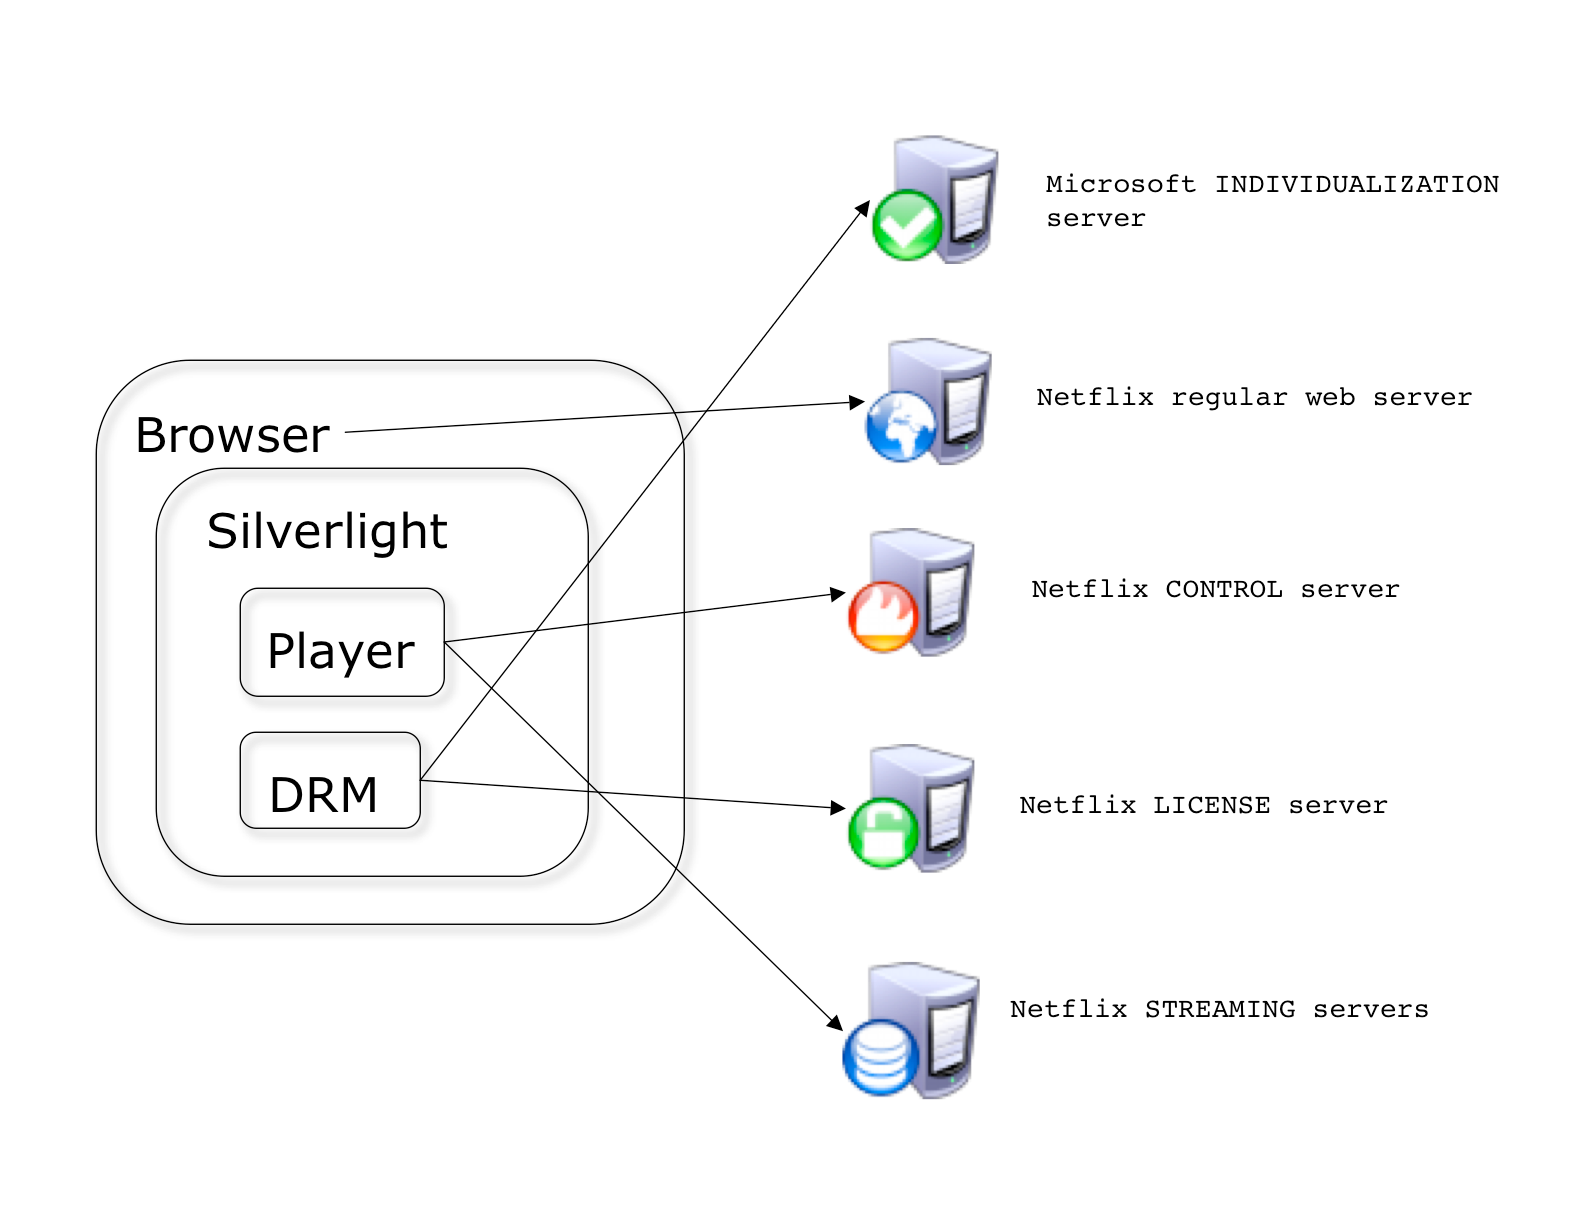 Microsoft INDIVIDUALIZATION
server
Browser
Netflix regular web server
Silverlight
Netflix CONTROL server
Player
DRM
Netflix LICENSE server
Netflix STREAMING servers